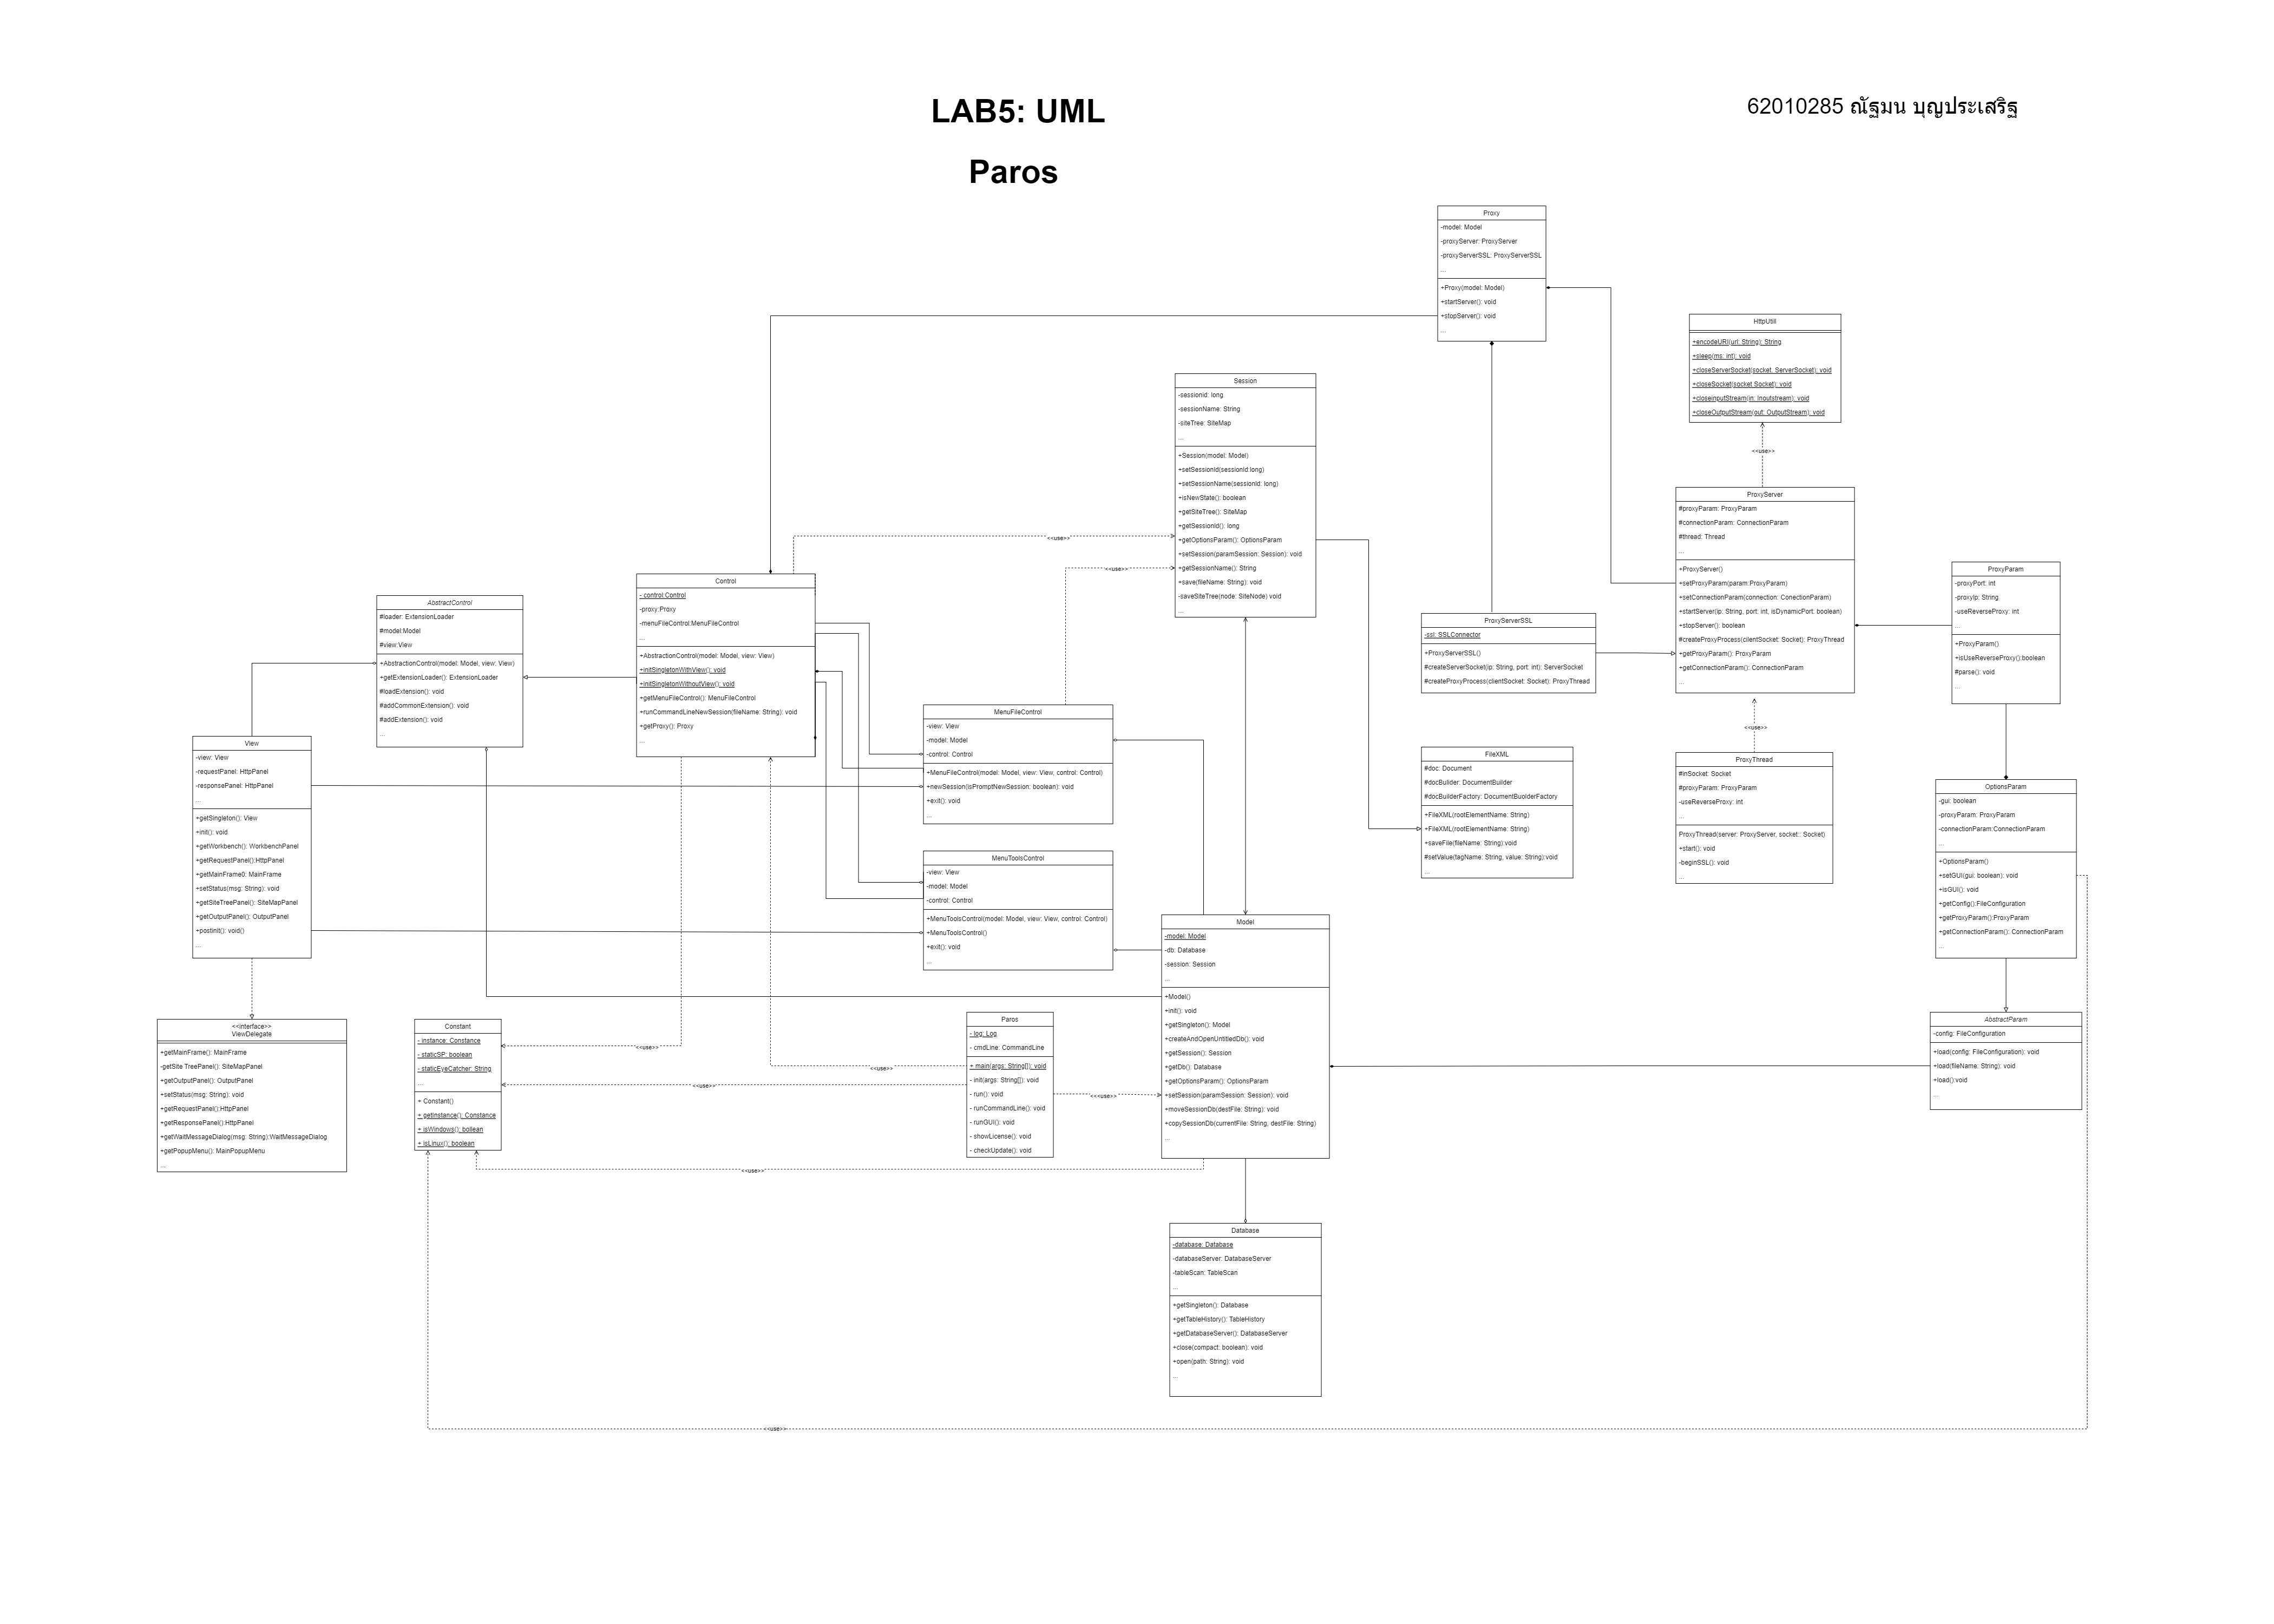 LAB5: UML
62010285 ณัฐมน บุญประเสริฐ
Paros
Proxy
-model: Model
-proxyServer: ProxyServer
-proxyServerSSL: ProxyServerSSL
...
+Proxy(model: Model)
+startServer(): void
+stopServer(): void
...
HttpUtill
+encodeURI(url: String): String
+sleep(ms: int): void
+closeServerSocket(socket. ServerSocket): void
+closeSocket(socket.Socket): void
+closeinputStream(in: Inoutstream): void
+closeOutputStream(out: OutputStream): void
<<use>>
Session
-sessionid: long
-sessionName: String
-siteTree: SiteMap
...
+Session(model: Model)
+setSessionId(sessionId:long)
+setSessionName(sessionId: long)
+isNewState(): boolean
+getSiteTree(): SiteMap
+getSessionId(): long
+getOptionsParam(): OptionsParam
+setSession(paramSession: Session): void
+getSessionName(): String
+save(fileName: String): void
-saveSiteTree(node: SiteNode) void
...
<<use>>
<<use>>
ProxyServer
#proxyParam: ProxyParam
#connectionParam: ConnectionParam
#thread: Thread
...
+ProxyServer()
+setProxyParam(param:ProxyParam)
+setConnectionParam(connection: ConectionParam)
+startServer(ip: String, port: int, isDynamicPort: boolean)
+stopServer(): boolean
#createProxyProcess(cilentSocket: Socket): ProxyThread
+getProxyParam(): ProxyParam
+getConnectionParam(): ConnectionParam
...
ProxyParam
-proxyPort: int
-proxyIp: String
-useReverseProxy: int
...
+ProxyParam()
+isUseReverseProxy():boolean
#parse(): void
...
Control
- control:Control
-proxy:Proxy
-menuFileControl:MenuFileControl
...
+AbstractionControl(model: Model, view: View)
+initSingletonWithView(): void
+initSingletonWithoutView(): void
+getMenuFileControl(): MenuFileControl
+runCommandLineNewSession(fileName: String): void
+getProxy(): Proxy
...
AbstractControl
#loader: ExtensionLoader
#model:Model
#view:View
+AbstractionControl(model: Model, view: View)
+getExtensionLoader(): ExtensionLoader
#loadExtension(): void
#addCommonExtension(): void
#addExtension(): void
...
ProxyServerSSL
-ssl: SSLConnector
+ProxyServerSSL()
#createServerSocket(ip: String, port: int): ServerSocket
#createProxyProcess(clientSocket: Socket): ProxyThread
<<use>>
MenuFileControl
-view: View
-model: Model
-control: Control
+MenuFileControl(model: Model, view: View, control: Control)
+newSession(isPromptNewSession: boolean): void
+exit(): void
...
View
-view: View
-requestPanel: HttpPanel
-responsePanel: HttpPanel
...
+getSingleton(): View
+init(): void
+getWorkbench(): WorkbenchPanel
+getRequestPanel():HttpPanel
+getMainFrame0: MainFrame
+setStatus(msg: String): void
+getSiteTreePanel(): SiteMapPanel
+getOutputPanel(): OutputPanel
+postinit(): void()
...
FileXML
#doc: Document
#docBulider: DocumentBuilder
#docBuilderFactory: DocumentBuolderFactory
+FileXML(rootElementName: String)
+FileXML(rootElementName: String)
+saveFile(fileName: String):void
#setValue(tagName: String, value: String):void
...
ProxyThread
#inSocket: Socket
#proxyParam: ProxyParam
-useReverseProxy: int
...
ProxyThread(server: ProxyServer, socket:: Socket)
+start(): void
-beginSSL(): void
...
OptionsParam
-gui: boolean
-proxyParam: ProxyParam
-connectionParam:ConnectionParam
...
+OptionsParam()
+setGUI(gui: boolean): void
+isGUI(): void
+getConfig():FileConfiguration
+getProxyParam():ProxyParam
+getConnectionParam(): ConnectionParam
...
MenuToolsControl
-view: View
-model: Model
-control: Control
+MenuToolsControl(model: Model, view: View, control: Control)
+MenuToolsControl()
+exit(): void
...
Model
-model: Model
-db: Database
-session: Session
...
+Model()
+init(): void
+getSingleton(): Model
+createAndOpenUntitledDb(): void
+getSession(): Session
+getDb(): Database
+getOptionsParam(): OptionsParam
+setSession(paramSession: Session): void
+moveSessionDb(destFile: String): void
+copySessionDb(currentFile: String, destFile: String)
...
<<interface>>
ViewDelegate
+getMainFrame(): MainFrame
-getSite TreePanel(): SiteMapPanel
+getOutputPanel(): OutputPanel
+setStatus(msg: String): void
+getRequestPanel():HttpPanel
+getResponsePanel():HttpPanel
+getWaitMessageDialog(msg: String):WaitMessageDialog
+getPopupMenu(): MainPopupMenu
...
Constant
- instance: Constance
- staticSP: boolean
- staticEyeCatcher: String
...
+ Constant()
+ getInstance(): Constance
+ isWindows(): bollean
+ isLinux(): boolean
<<use>>
<<use>>
<<use>>
<<<use>>
<<use>>
Paros
- log: Log
- cmdLine: CommandLine
+ main(args: String[]): void
- init(args: String[]): void
- run(): void
- runCommandLine(): void
- runGUI(): void
- showLicense(): void
- checkUpdate(): void
AbstractParam
-config: FileConfiguration
+load(config: FileConfiguration): void
+load(fileName: String): void
+load():void
...
Database
-database: Database
-databaseServer: DatabaseServer
-tableScan: TableScan
...
+getSingleton(): Database
+getTableHistory(): TableHistory
+getDatabaseServer(): DatabaseServer
+close(compact: boolean): void
+open(path: String): void
...
<<use>>